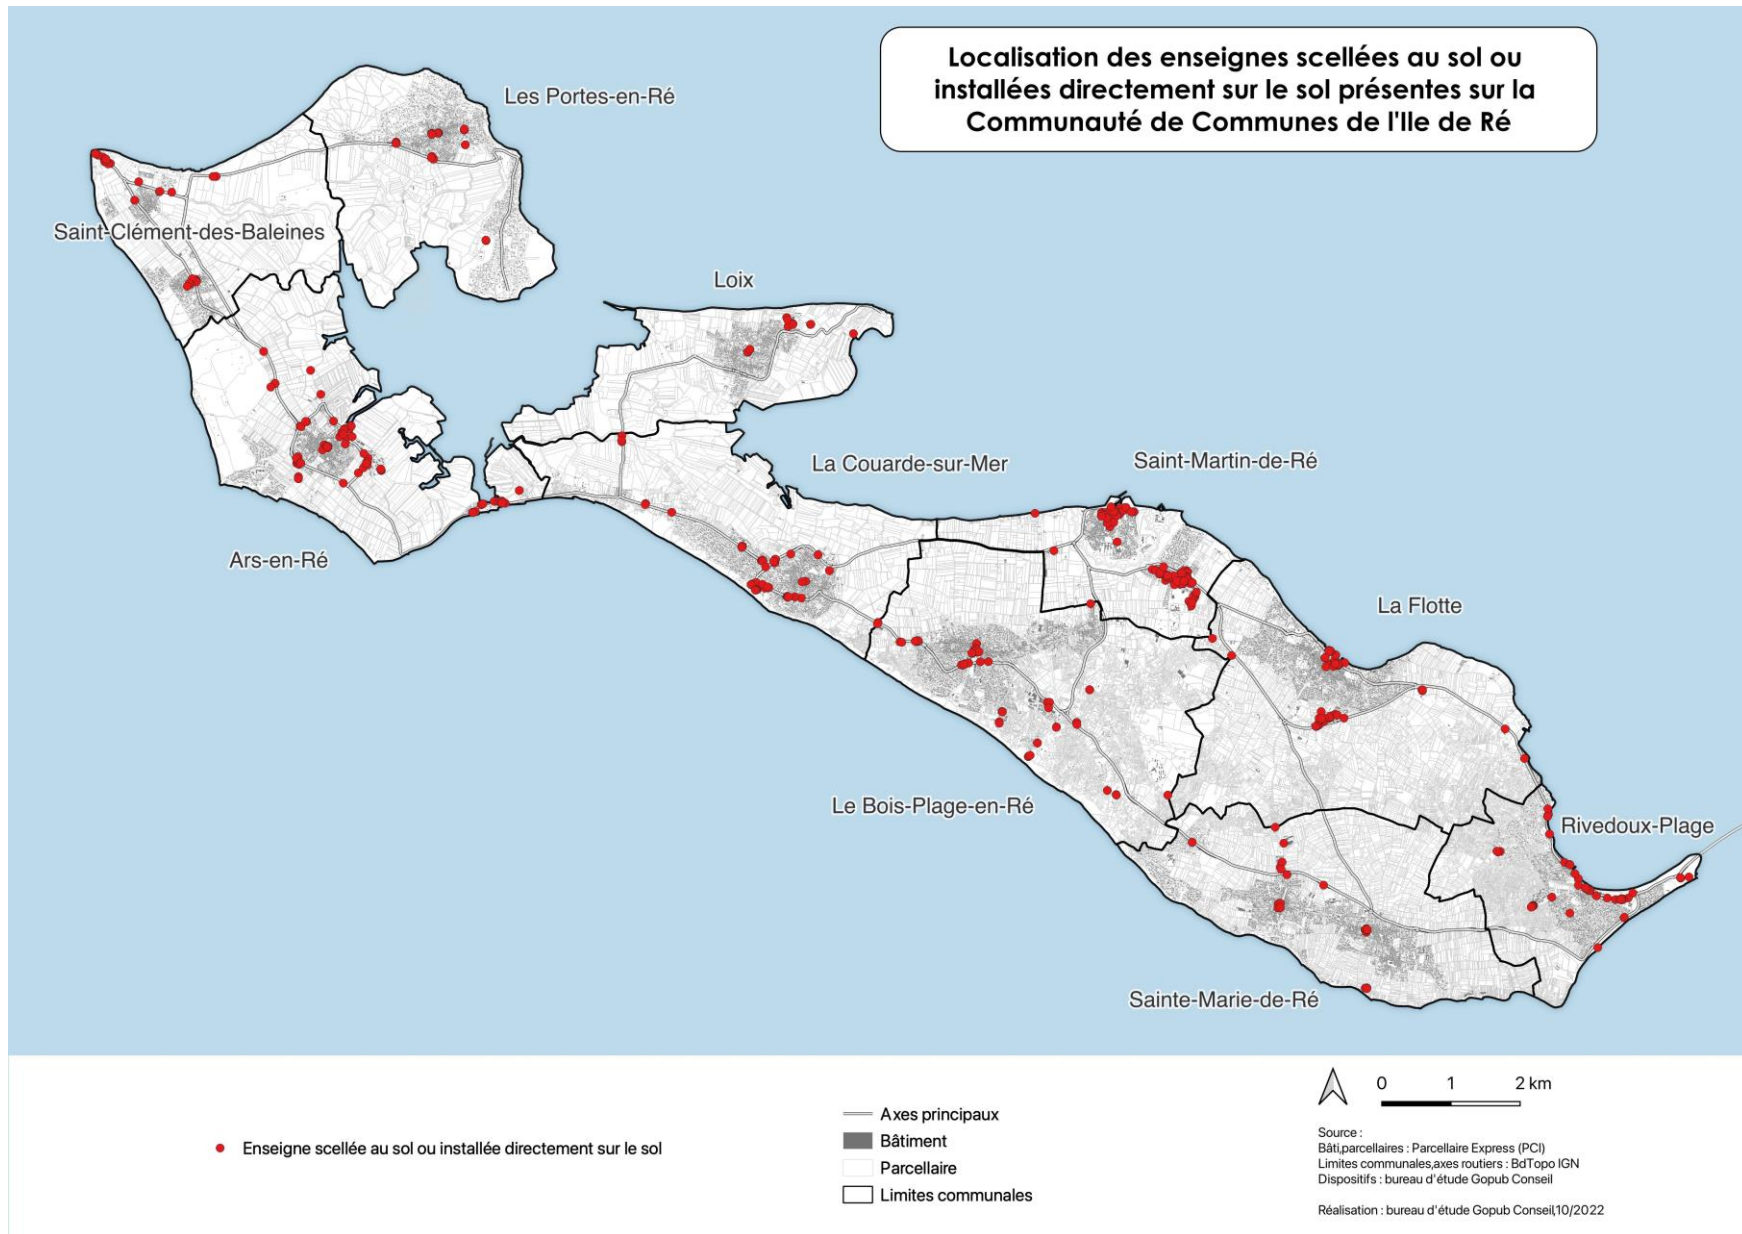 Localisation des enseignes scellées au sol ou
installées directement sur le sol présentes sur la
Communauté de Communes de l'Ile de Ré
Les Portes-en-Ré
Saint-Clément-des-Baleines
Loix
La Couarde-sur-Mer
Saint-Martin-de-Ré
Ars-en-Ré
La Flotte
Le Bois-Plage-en-Ré
Rivedoux-Plage
Sainte-Marie-de-Ré
Enseigne scellée au sol ou installée directement sur le sol
Axes principaux
Bâtiment
Parcellaire
Limites communales
0 1 2 km
Source :
Bâti,parcellaires : Parcellaire Express (PCI)
Limites communales,axes routiers : BdTopo IGN
Dispositifs : bureau d'étude Gopub Conseil
Réalisation : bureau d'étude Gopub Conseil,10/2022